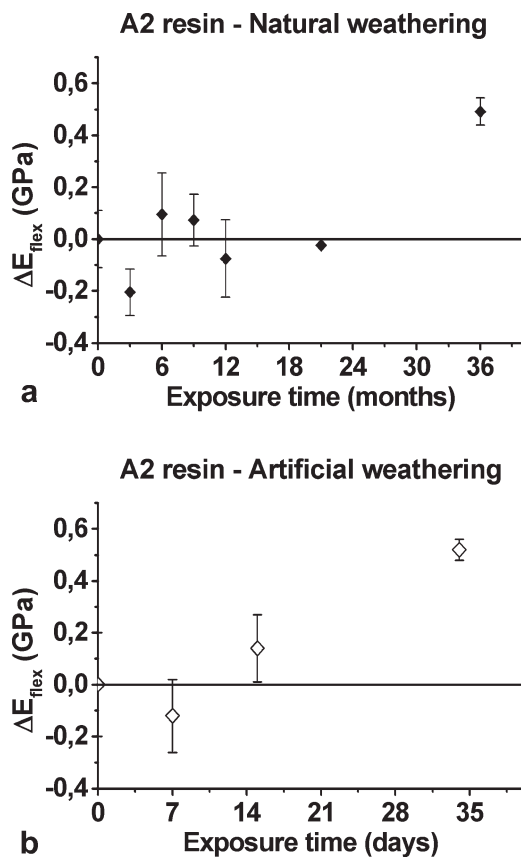 A2 resin - Natural weathering
0,6
0,4
0,2
0,0
-0,2
-0,4
ΔE_flex (GPa)
0 6 12 18 24 30 36
Exposure time (months)
a
A2 resin - Artificial weathering
0,6
0,4
0,2
0,0
-0,2
-0,4
ΔE_flex (GPa)
0 7 14 21 28 35
Exposure time (days)
b